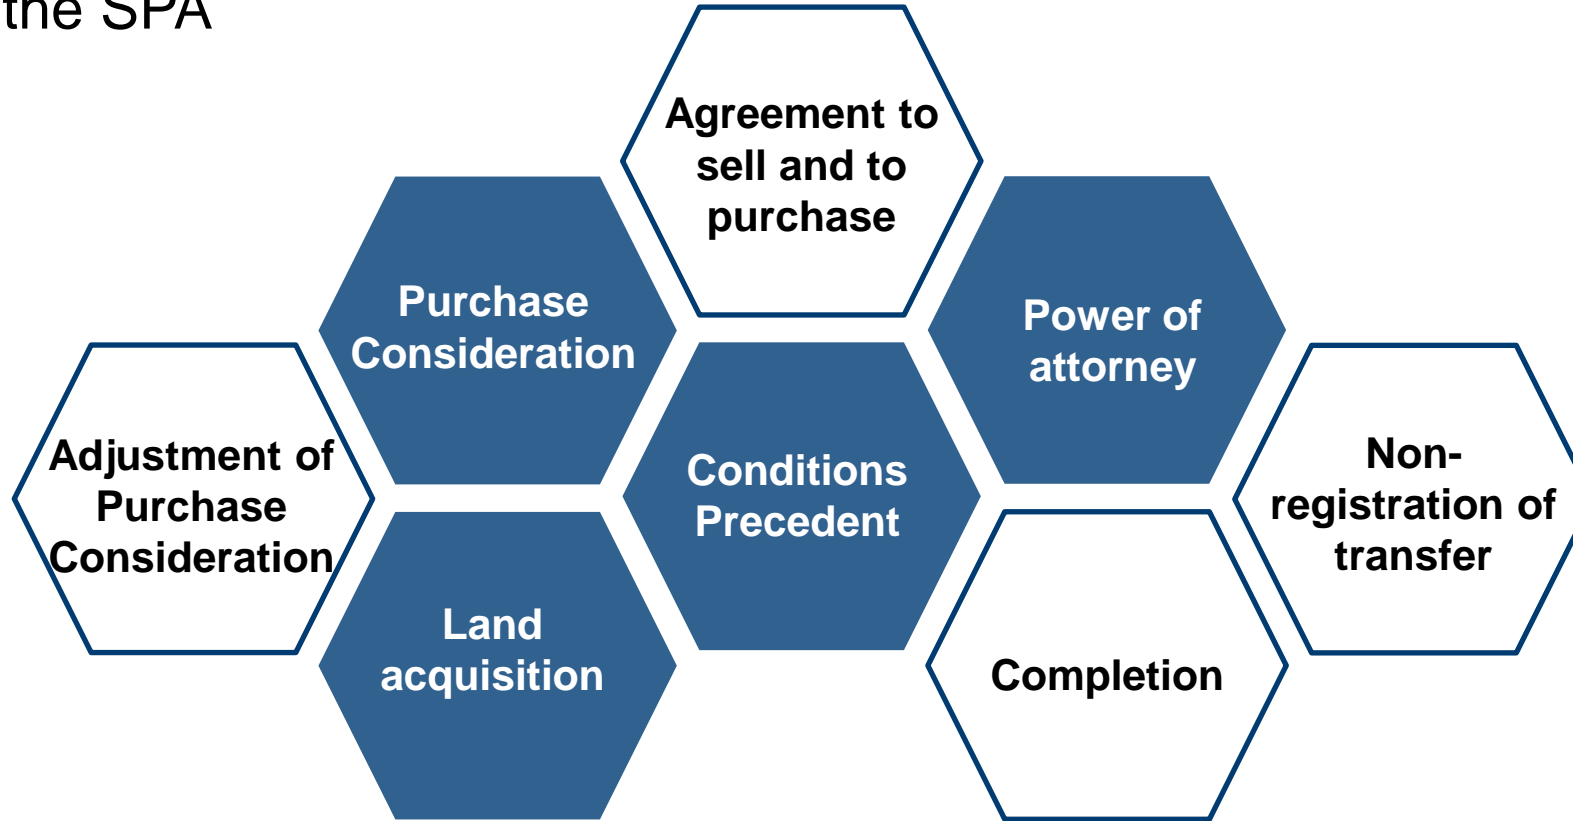 the SPA
Agreement to
sell and to
purchase
Purchase
Consideration
Power of
attorney
Adjustment of
Purchase
Consideration
Conditions
Precedent
Non-
registration of
transfer
Land
acquisition
Completion